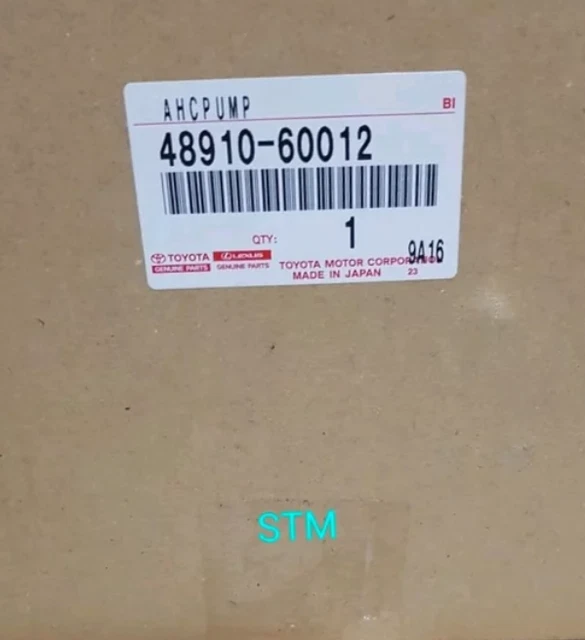 AHCPUMP
BI
48910-60012
QTY: 1
TOYOTA LEXUS
GENUINE PARTS GENUINE PARTS
TOYOTA MOTOR CORPORATION
9A16
MADE IN JAPAN 23
STM